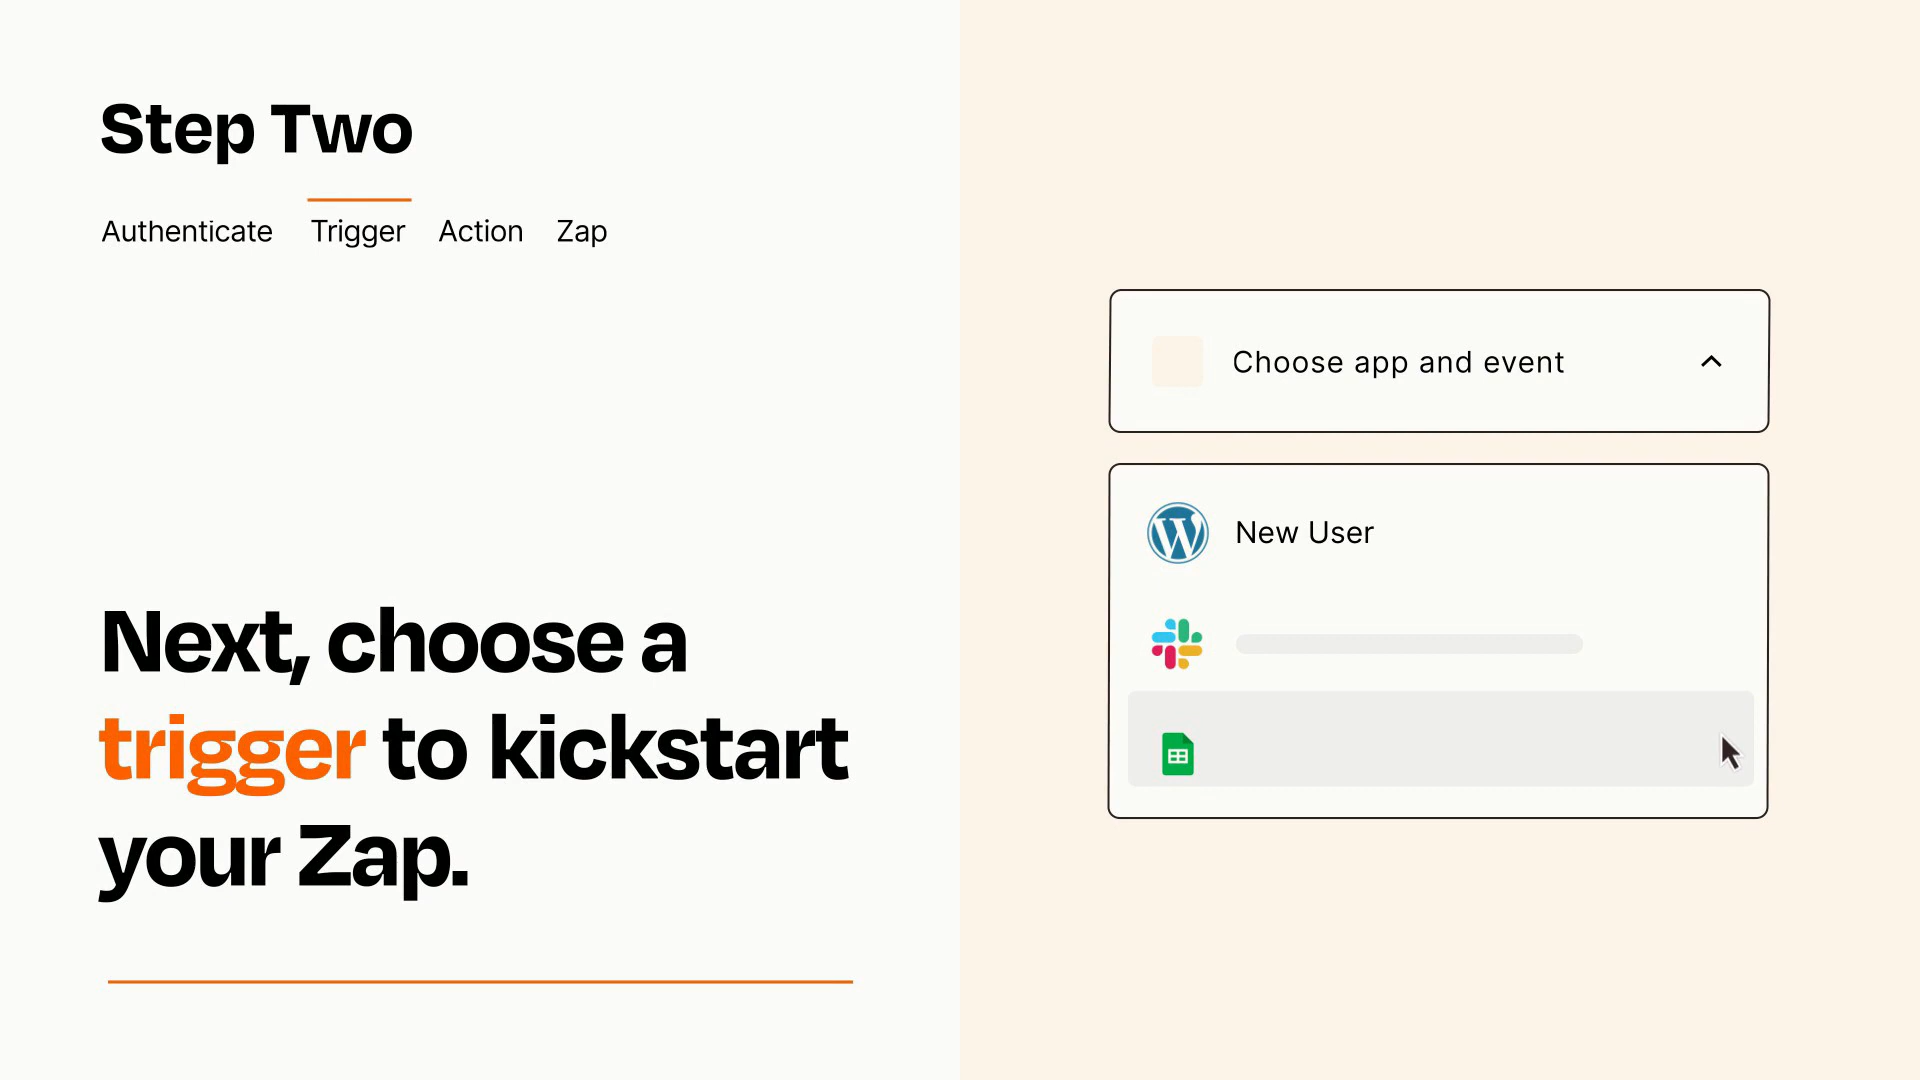 Step Two
Authenticate Trigger Action Zap
Next, choose a
trigger to kickstart
your Zap.
Choose app and event
New User